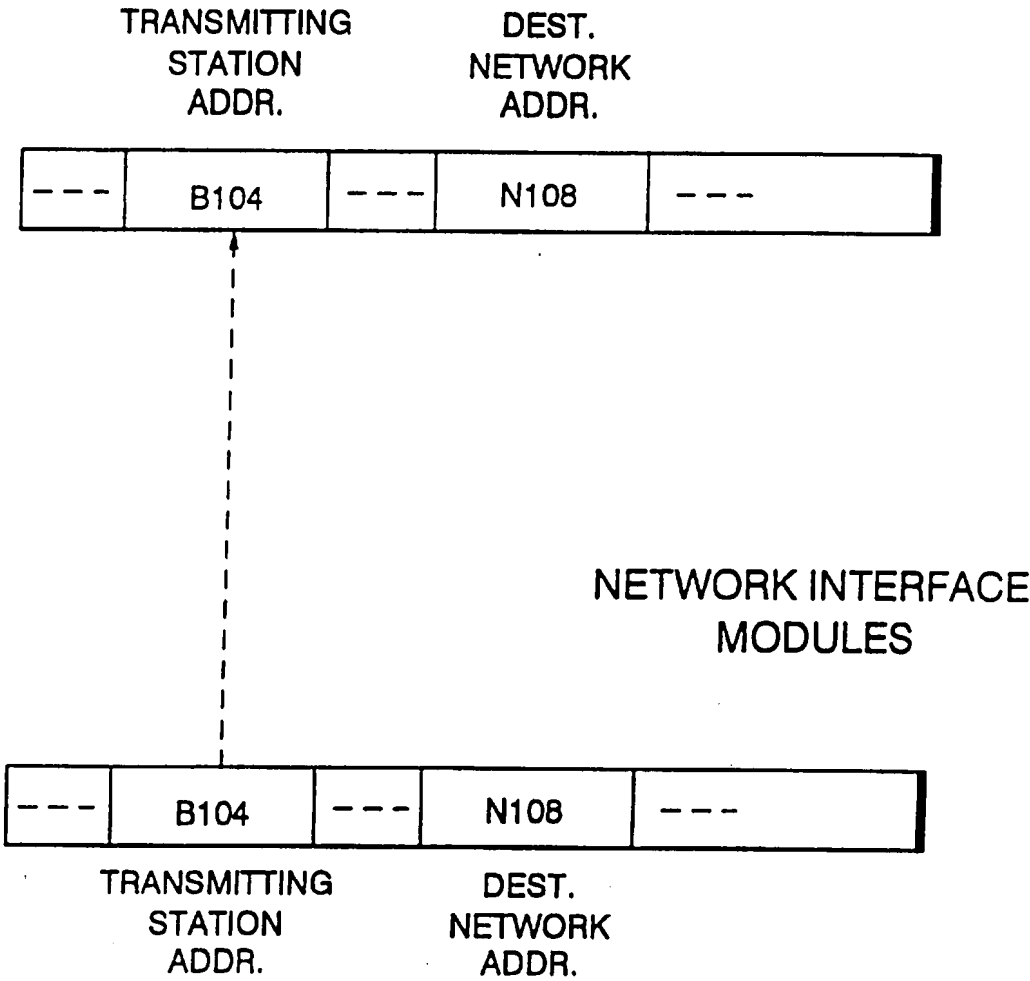 TRANSMITTING
STATION
ADDR.
DEST.
NETWORK
ADDR.
--- B104 --- N108 ---
NETWORK INTERFACE
MODULES
--- B104 --- N108 ---
TRANSMITTING
STATION
ADDR.
DEST.
NETWORK
ADDR.